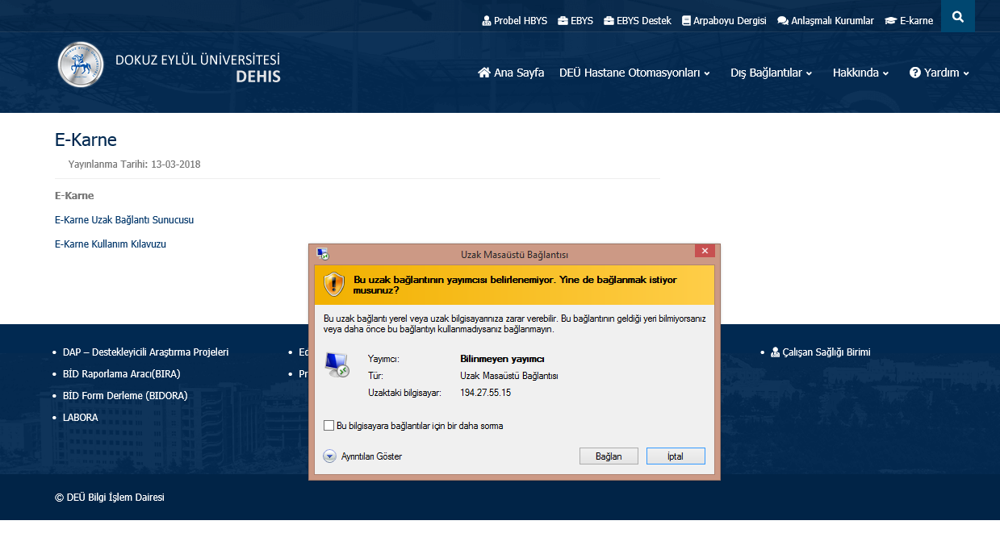 Probel HBYS EBYS EBYS Destek Arpaboyu Dergisi Anlaşmalı Kurumlar E-karne
DOKUZ EYLÜL ÜNİVERSİTESİ
DEHIS
Ana Sayfa DEÜ Hastane Otomasyonları Dış Bağlantılar Hakkında Yardım
E-Karne
Yayınlanma Tarihi: 13-03-2018
E-Karne
E-Karne Uzak Bağlantı Sunucusu
E-Karne Kullanım Kılavuzu
Uzak Masaüstü Bağlantısı
Bu uzak bağlantının yayımcısı belirlenemiyor. Yine de bağlanmak istiyor
musunuz?
Bu uzak bağlantı yerel veya uzak bilgisayarınıza zarar verebilir. Bu bağlantının geldiği yeri bilmiyorsanız
veya daha önce bu bağlantıyı kullanmadıysanız bağlanmayın.
Yayımcı: Bilinmeyen yayımcı
Tür: Uzak Masaüstü Bağlantısı
Uzaktaki bilgisayar: 194.27.55.15
Bu bilgisayara bağlantılar için bir daha sorma
Ayrıntıları Göster Bağlan İptal
DAP – Destekleyicili Araştırma Projeleri
BİD Raporlama Aracı(BIRA)
BİD Form Derleme (BIDORA)
LABORA
Çalışan Sağlığı Birimi
© DEÜ Bilgi İşlem Dairesi